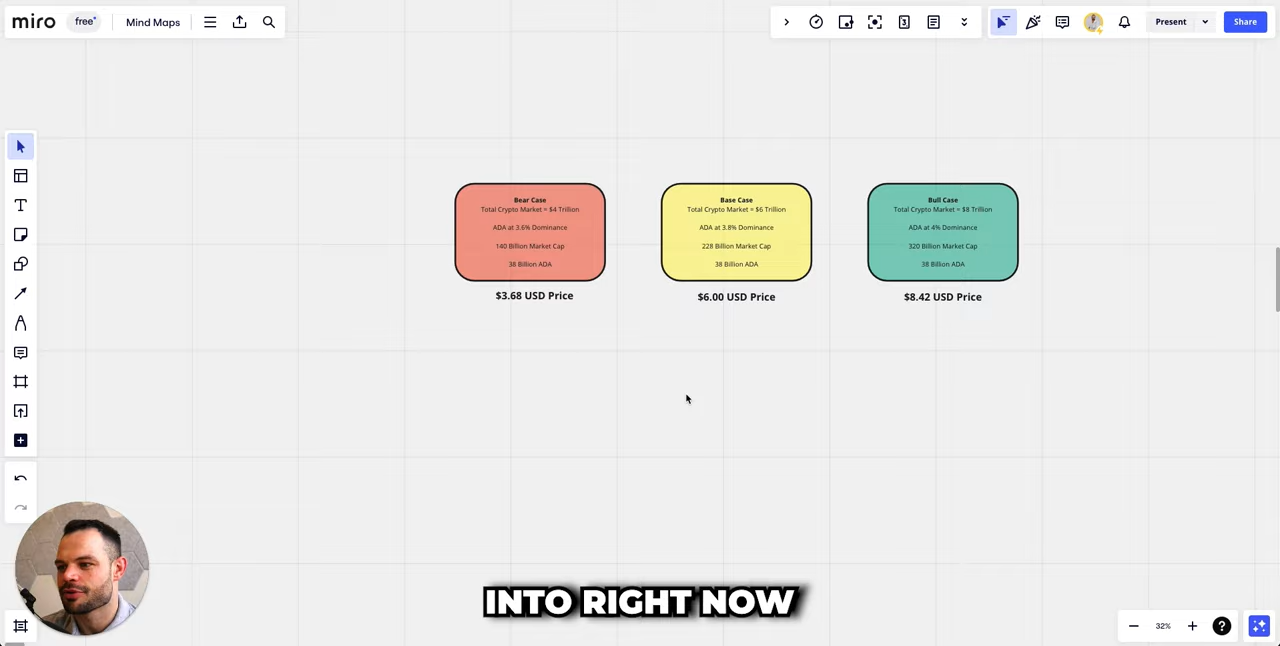 miro free* Mind Maps
3
Present
Share
Bear Case
Total Crypto Market = $4 Trillion
ADA at 3.6% Dominance
140 Billion Market Cap
38 Billion ADA
$3.68 USD Price
Base Case
Total Crypto Market = $6 Trillion
ADA at 3.8% Dominance
228 Billion Market Cap
38 Billion ADA
$6.00 USD Price
Bull Case
Total Crypto Market = $8 Trillion
ADA at 4% Dominance
320 Billion Market Cap
38 Billion ADA
$8.42 USD Price
INTO RIGHT NOW
32%